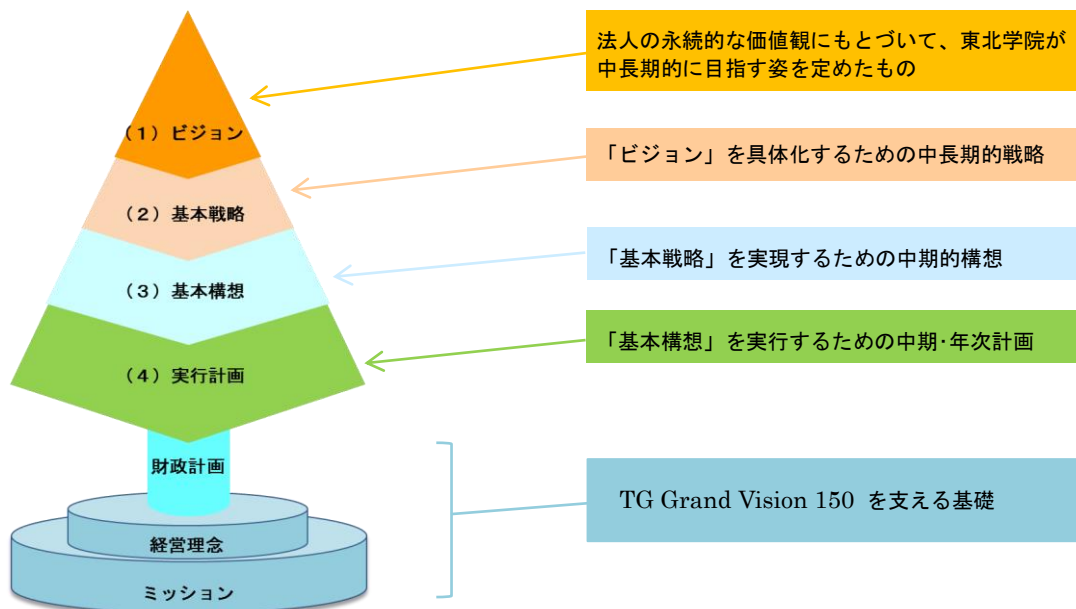 法人の永続的な価値観にもとづいて、東北学院が
中長期的に目指す姿を定めたもの
(1)ビジョン
「ビジョン」を具体化するための中長期的戦略
(2)基本戦略
「基本戦略」を実現するための中期的構想
(3)基本構想
「基本構想」を実行するための中期・年次計画
(4)実行計画
財政計画
TG Grand Vision 150 を支える基礎
経営理念
ミッション